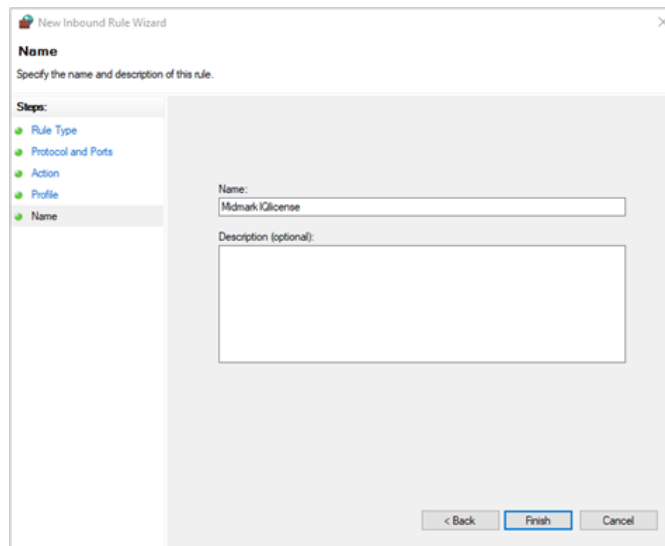 New Inbound Rule Wizard
Name
Specify the name and description of this rule.
Steps:
Rule Type
Protocol and Ports
Action
Profile
Name
Name:
Midmark IQlicense
Description (optional):
< Back
Finish
Cancel